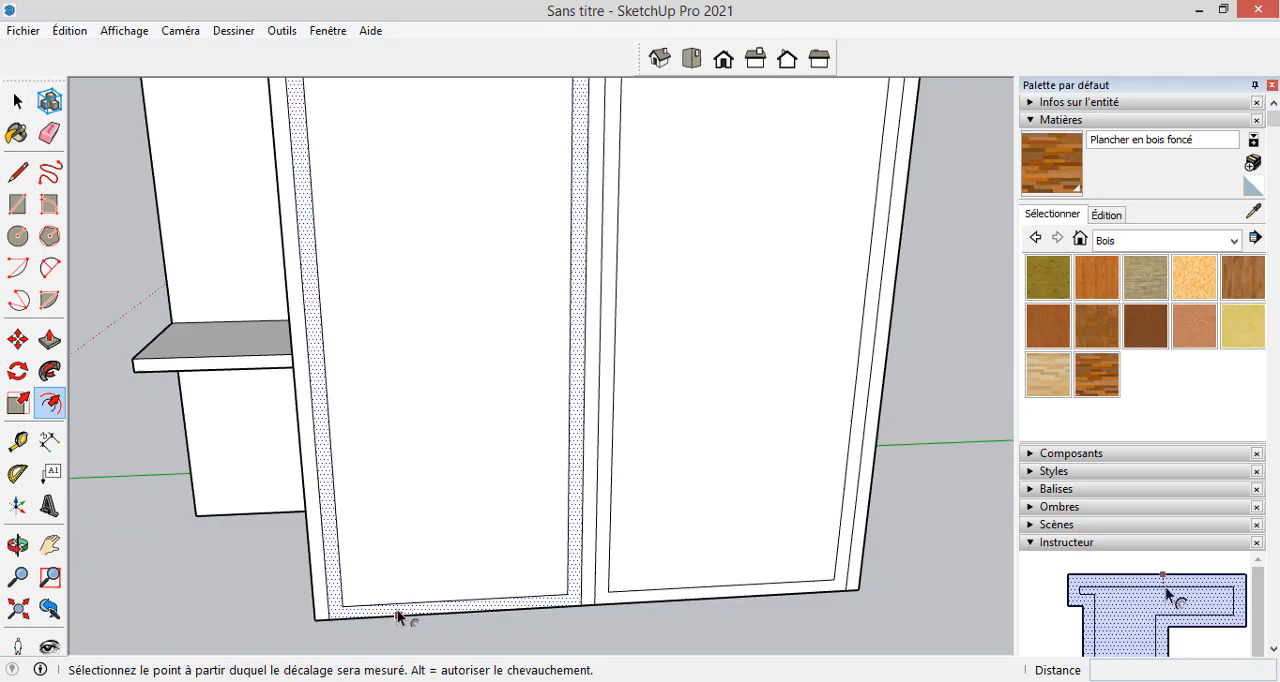 Sans titre - SketchUp Pro 2021
Fichier Édition Affichage Caméra Dessiner Outils Fenêtre Aide
Palette par défaut
Infos sur l'entité
Matières
Plancher en bois foncé
Sélectionner Édition
Bois
A1
Composants
Styles
Balises
Ombres
Scènes
Instructeur
Sélectionnez le point à partir duquel le décalage sera mesuré. Alt = autoriser le chevauchement.
Distance